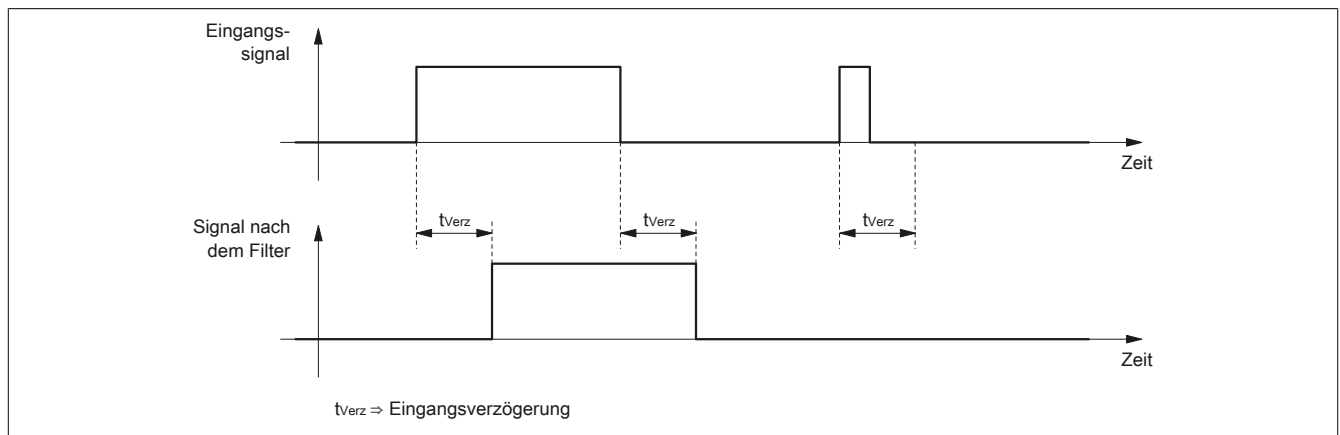 Eingangs-
signal
Zeit
tVerz
tVerz
tVerz
Signal nach
dem Filter
Zeit
tVerz ⇒ Eingangsverzögerung